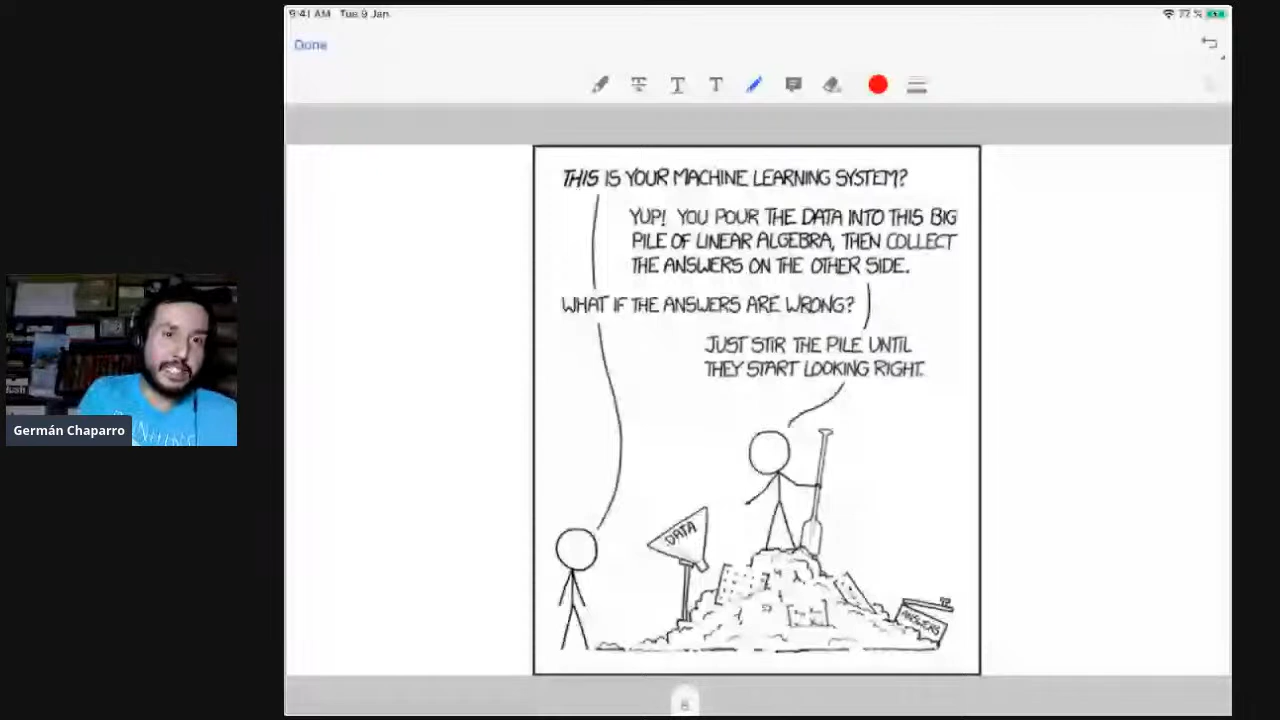 9:41 AM Tue 9 Jan
77 %
Done
T
T
THIS IS YOUR MACHINE LEARNING SYSTEM?
YUP! YOU POUR THE DATA INTO THIS BIG
PILE OF LINEAR ALGEBRA, THEN COLLECT
THE ANSWERS ON THE OTHER SIDE.
WHAT IF THE ANSWERS ARE WRONG?
JUST STIR THE PILE UNTIL
THEY START LOOKING RIGHT.
DATA
ANSWERS
Germán Chaparro